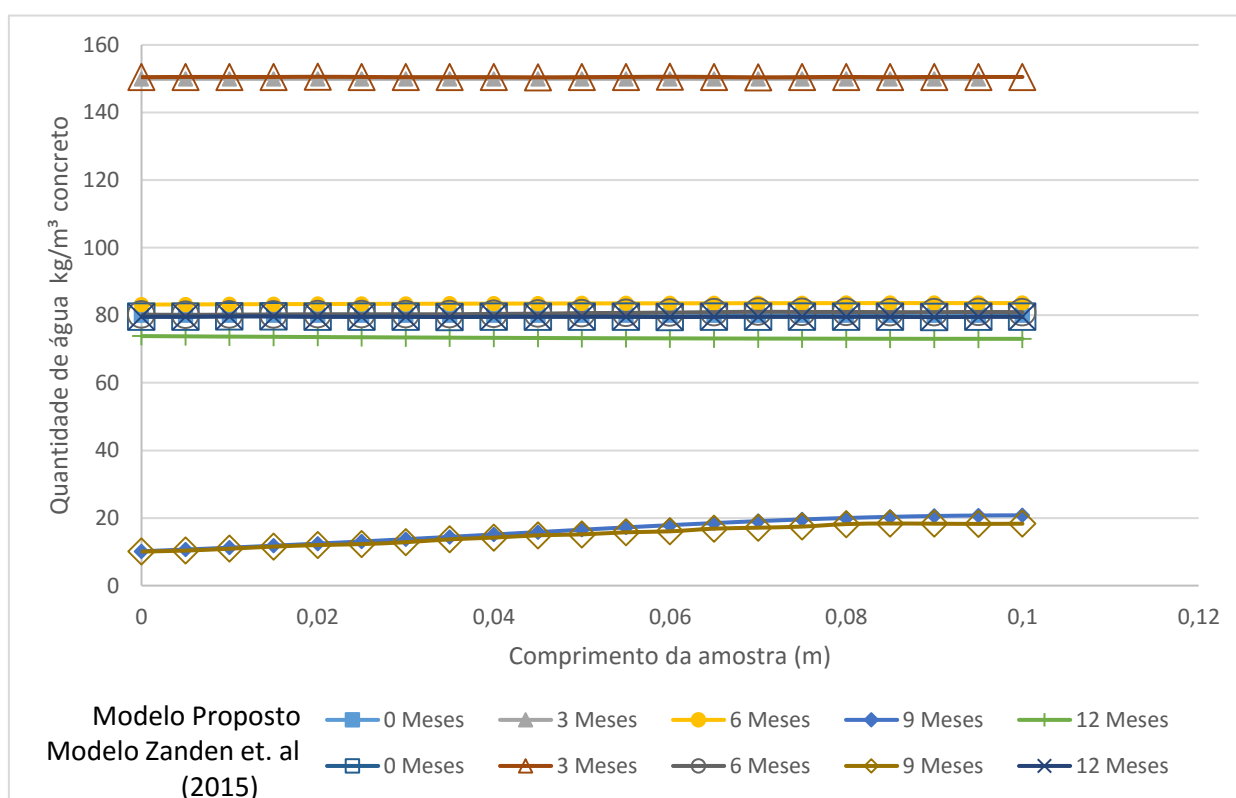 160
140
120
100
80
60
40
20
0
Quantidade de água kg/m³ concreto
0 0,02 0,04 0,06 0,08 0,1 0,12
Comprimento da amostra (m)
Modelo Proposto 0 Meses 3 Meses 6 Meses 9 Meses 12 Meses
Modelo Zanden et. al
(2015)
0 Meses 3 Meses 6 Meses 9 Meses 12 Meses